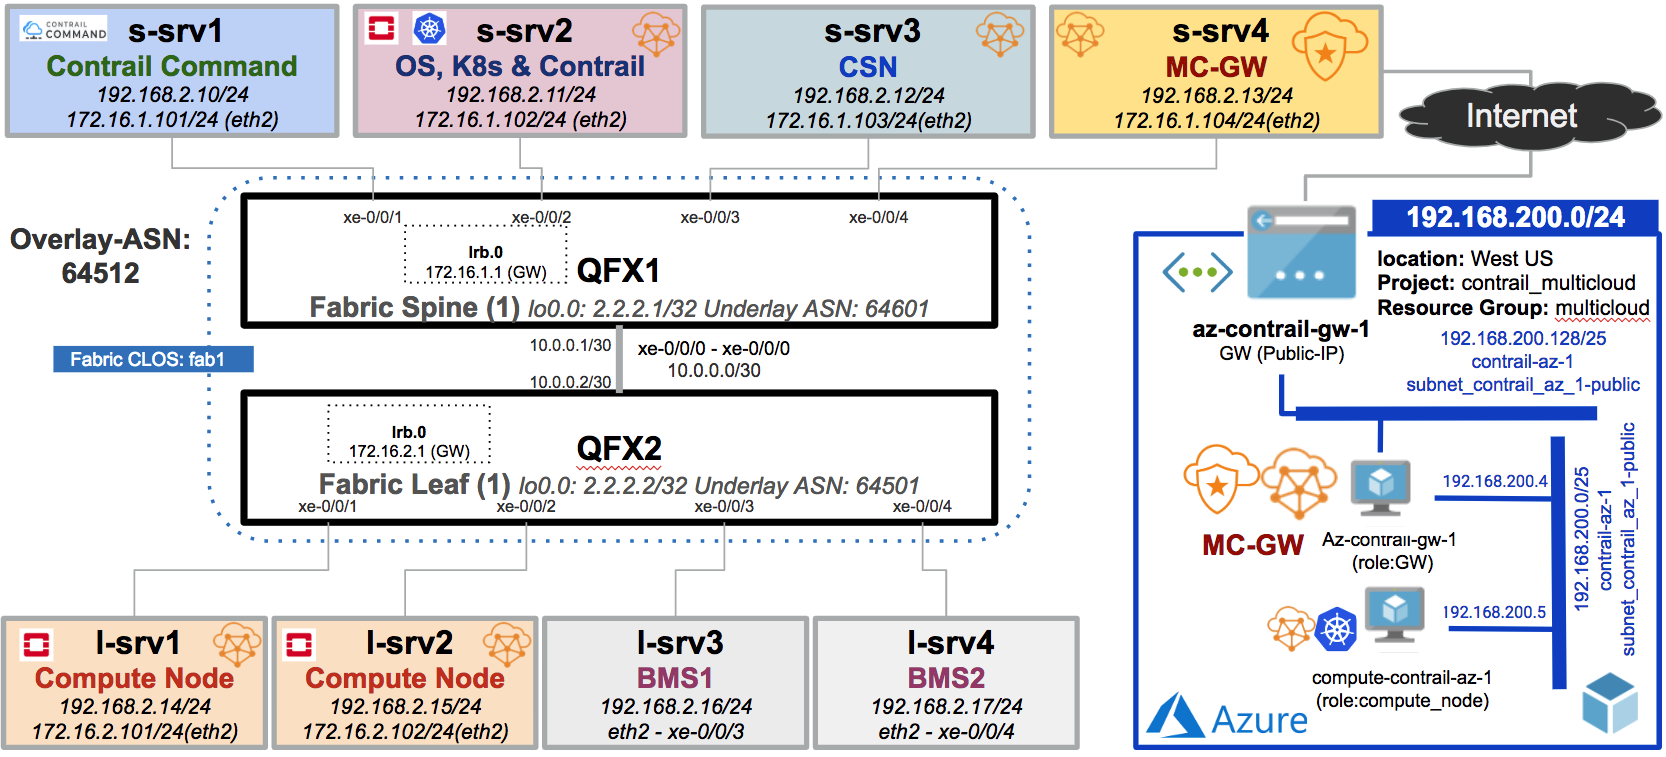 CONTRAIL
COMMAND
s-srv1
Contrail Command
192.168.2.10/24
172.16.1.101/24 (eth2)
s-srv2
OS, K8s & Contrail
192.168.2.11/24
172.16.1.102/24 (eth2)
s-srv3
CSN
192.168.2.12/24
172.16.1.103/24(eth2)
s-srv4
MC-GW
192.168.2.13/24
172.16.1.104/24(eth2)
Internet
Overlay-ASN:
64512
xe-0/0/1
xe-0/0/2
xe-0/0/3
xe-0/0/4
Irb.0
172.16.1.1 (GW)
QFX1
Fabric Spine (1) lo0.0: 2.2.2.1/32 Underlay ASN: 64601
Fabric CLOS: fab1
10.0.0.1/30
xe-0/0/0 - xe-0/0/0
10.0.0.0/30
10.0.0.2/30
Irb.0
172.16.2.1 (GW)
QFX2
Fabric Leaf (1) lo0.0: 2.2.2.2/32 Underlay ASN: 64501
xe-0/0/1
xe-0/0/2
xe-0/0/3
xe-0/0/4
l-srv1
Compute Node
192.168.2.14/24
172.16.2.101/24(eth2)
l-srv2
Compute Node
192.168.2.15/24
172.16.2.102/24(eth2)
l-srv3
BMS1
192.168.2.16/24
eth2 - xe-0/0/3
l-srv4
BMS2
192.168.2.17/24
eth2 - xe-0/0/4
192.168.200.0/24
location: West US
Project: contrail_multicloud
Resource Group: multicloud
az-contrail-gw-1
GW (Public-IP)
192.168.200.128/25
contrail-az-1
subnet_contrail_az_1-public
MC-GW
Az-contrail-gw-1
(role:GW)
192.168.200.4
192.168.200.5
compute-contrail-az-1
(role:compute_node)
192.168.200.0/25
contrail-az-1
subnet_contrail_az_1-public
Azure